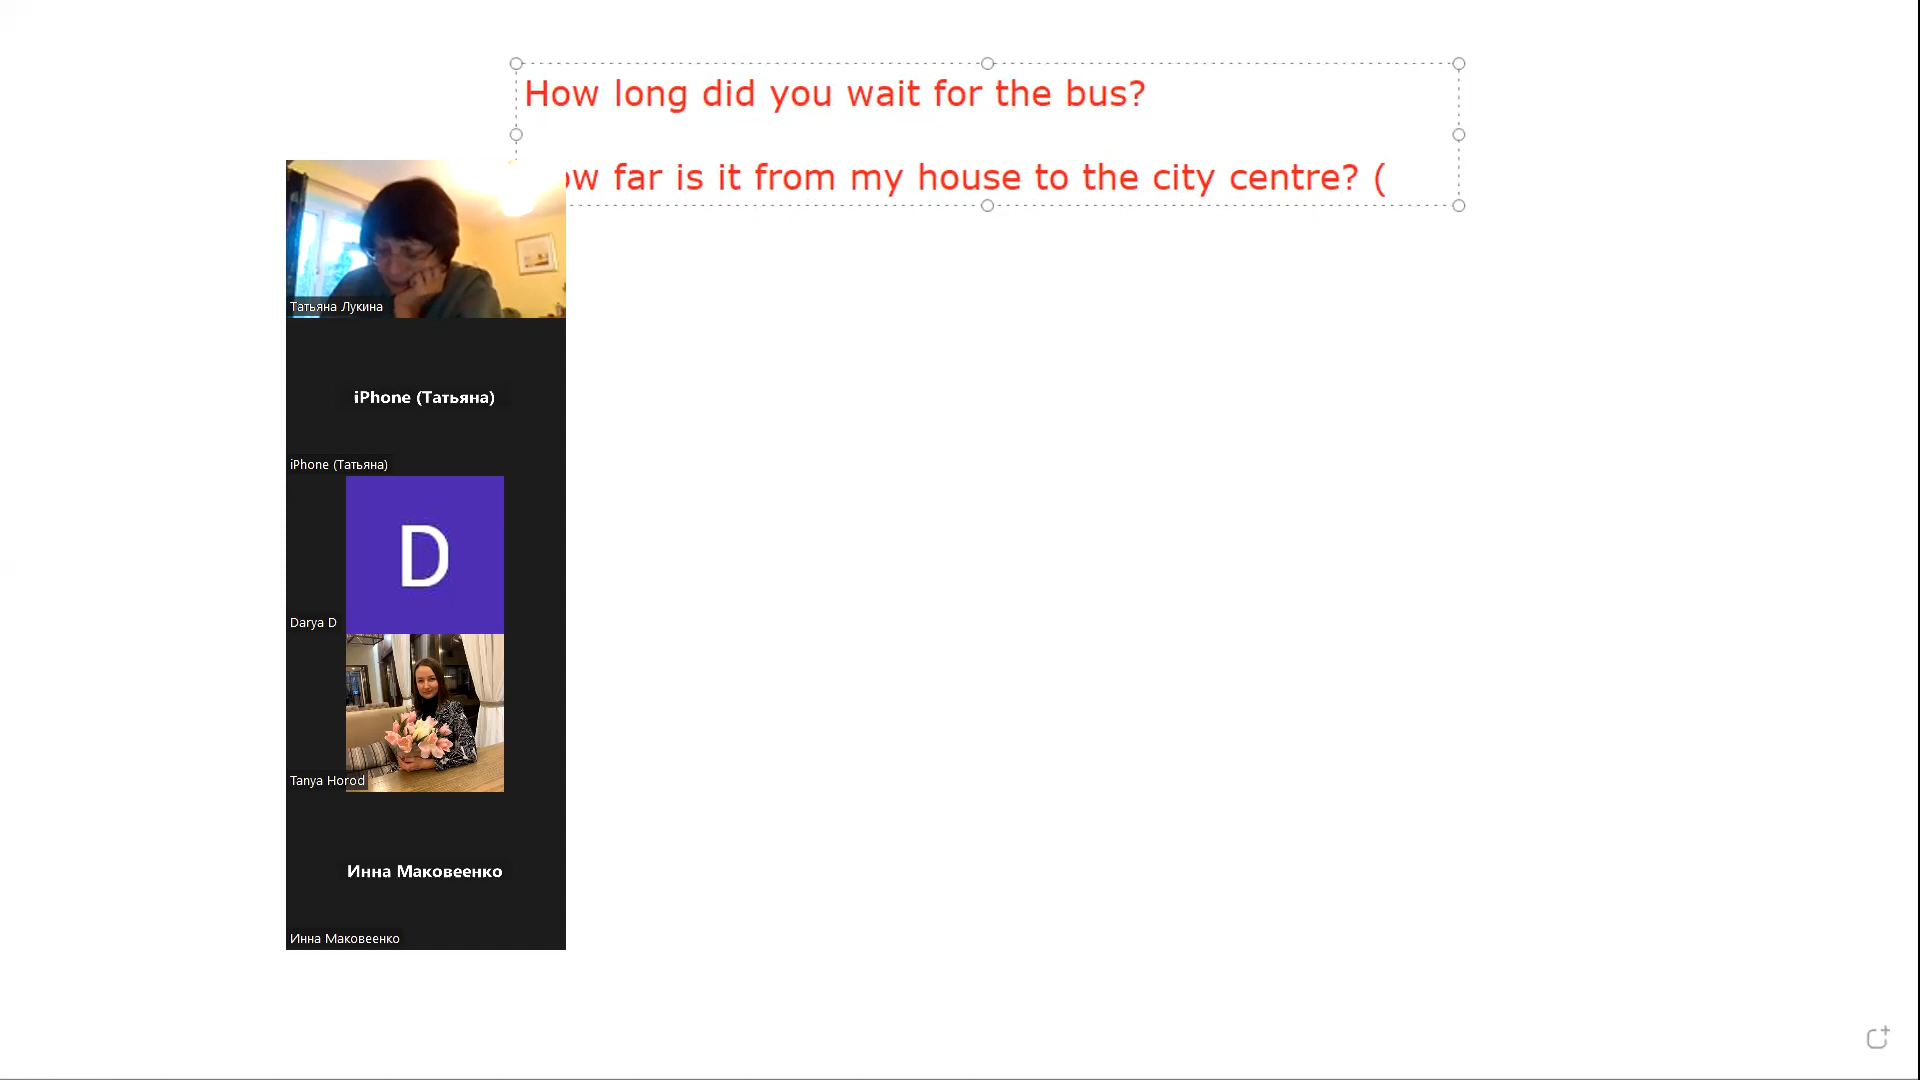 How long did you wait for the bus?
ow far is it from my house to the city centre? (
Татьяна Лукина
iPhone (Татьяна)
iPhone (Татьяна)
D
Darya D
Tanya Horod
Инна Маковеенко
Инна Маковеенко